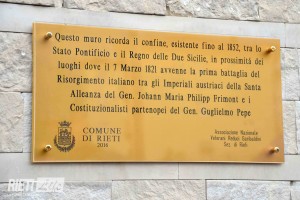 Questo muro ricorda il confine, esistente fino al 1852, tra lo
Stato Pontificio e il Regno delle Due Sicilie, in prossimità dei
luoghi dove il 7 Marzo 1821 avvenne la prima battaglia del
Risorgimento italiano tra gli Imperiali austriaci della Santa
Alleanza del Gen. Johann Maria Philipp Frimont e i
Costituzionalisti partenopei del Gen. Guglielmo Pepe
COMUNE
DI RIETI
2014
Associazione Nazionale
Veterani Reduci Garibaldini
Sez. di Rieti
RIETI